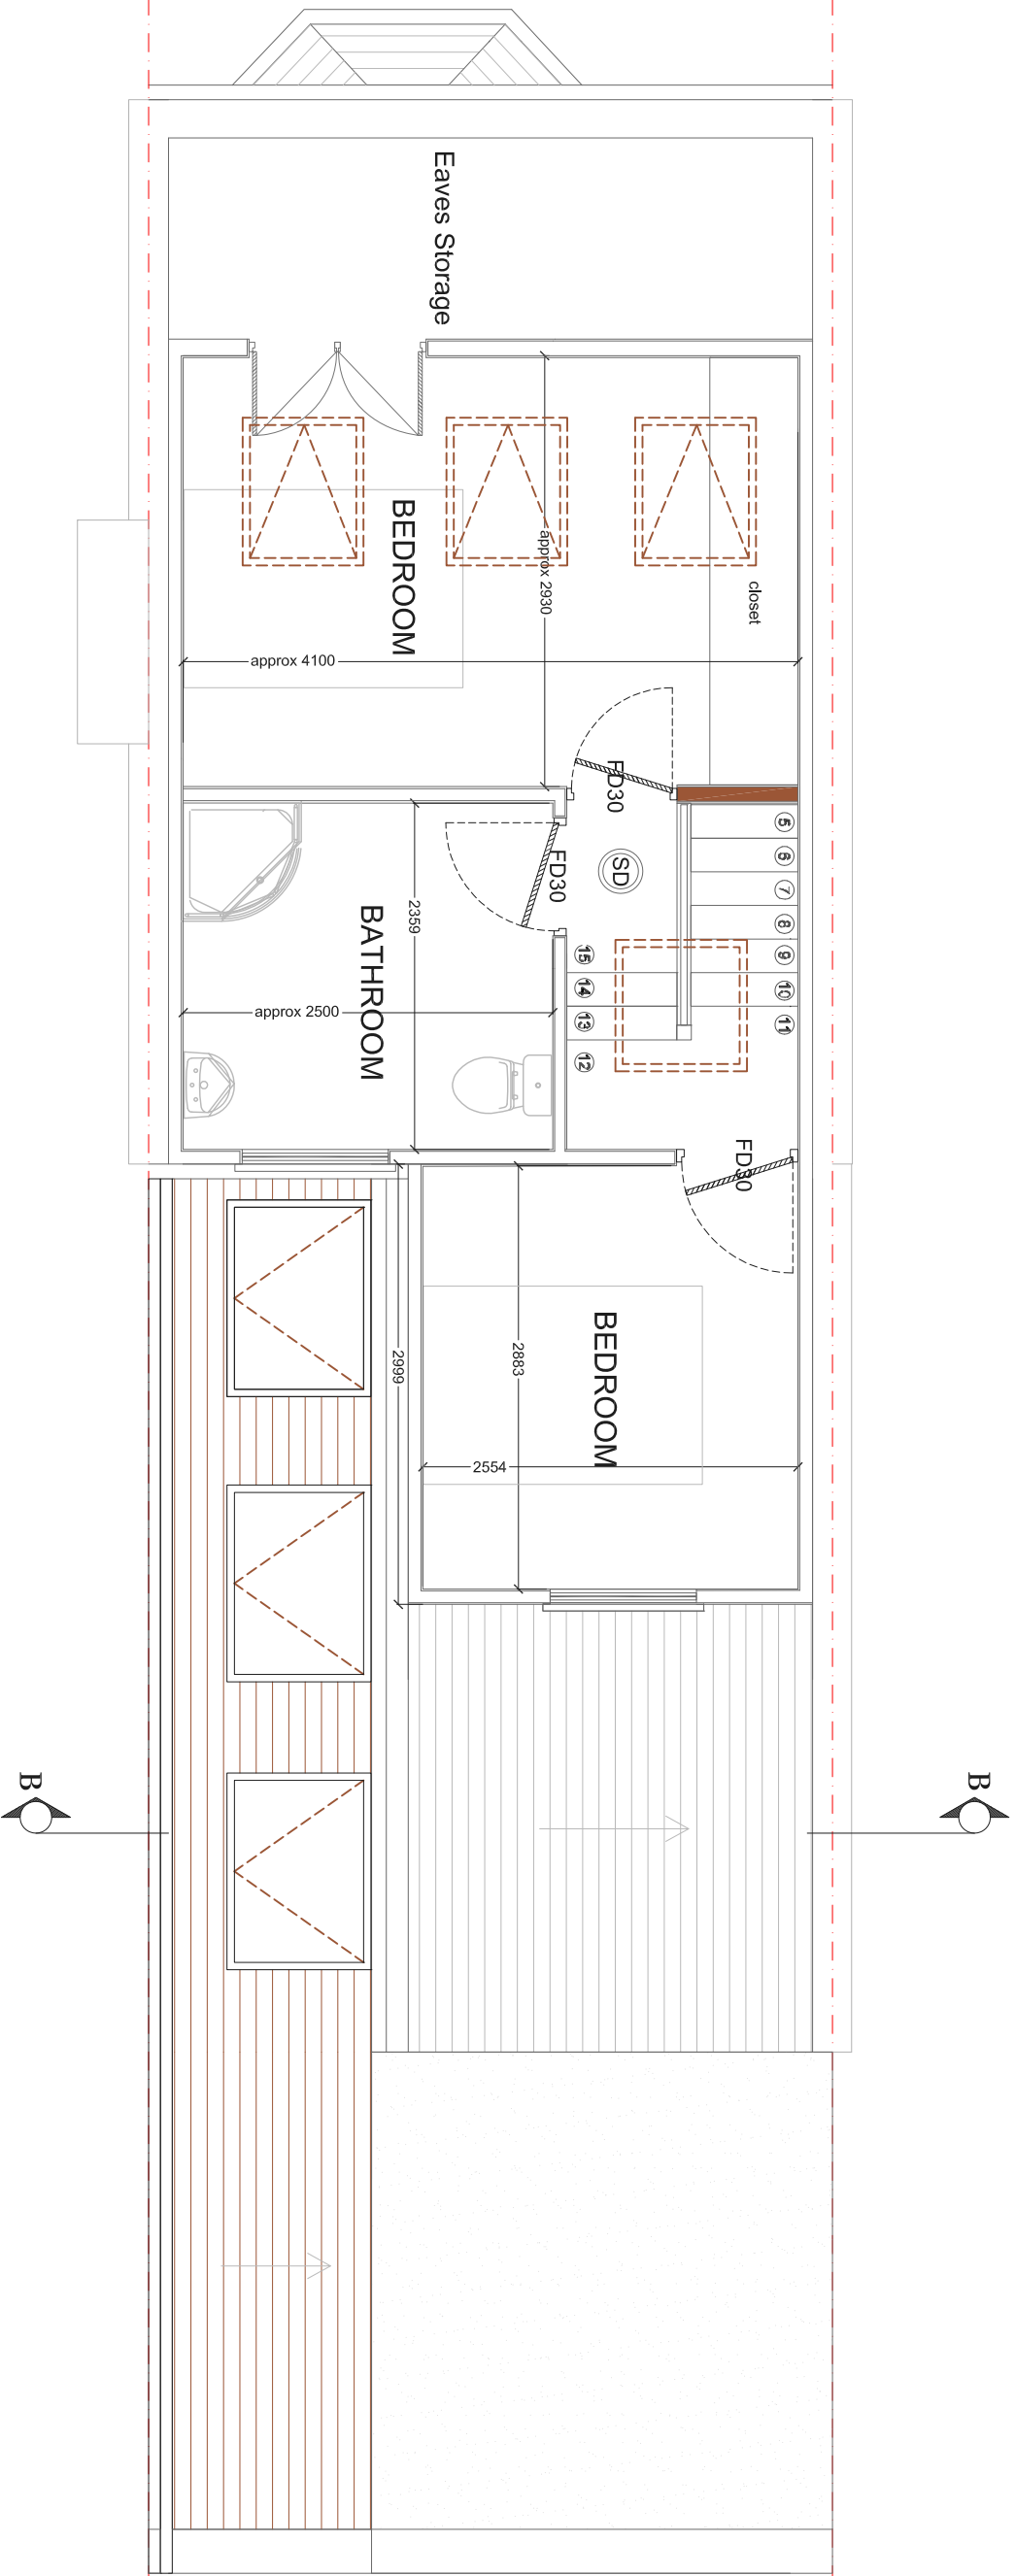 Eaves Storage
BEDROOM
approx 2930
closet
approx 4100
FD30
5
6
7
8
9
10
11
SD
FD30
15
14
13
12
2359
BATHROOM
approx 2500
FD30
BEDROOM
2883
2999
2554
B
B